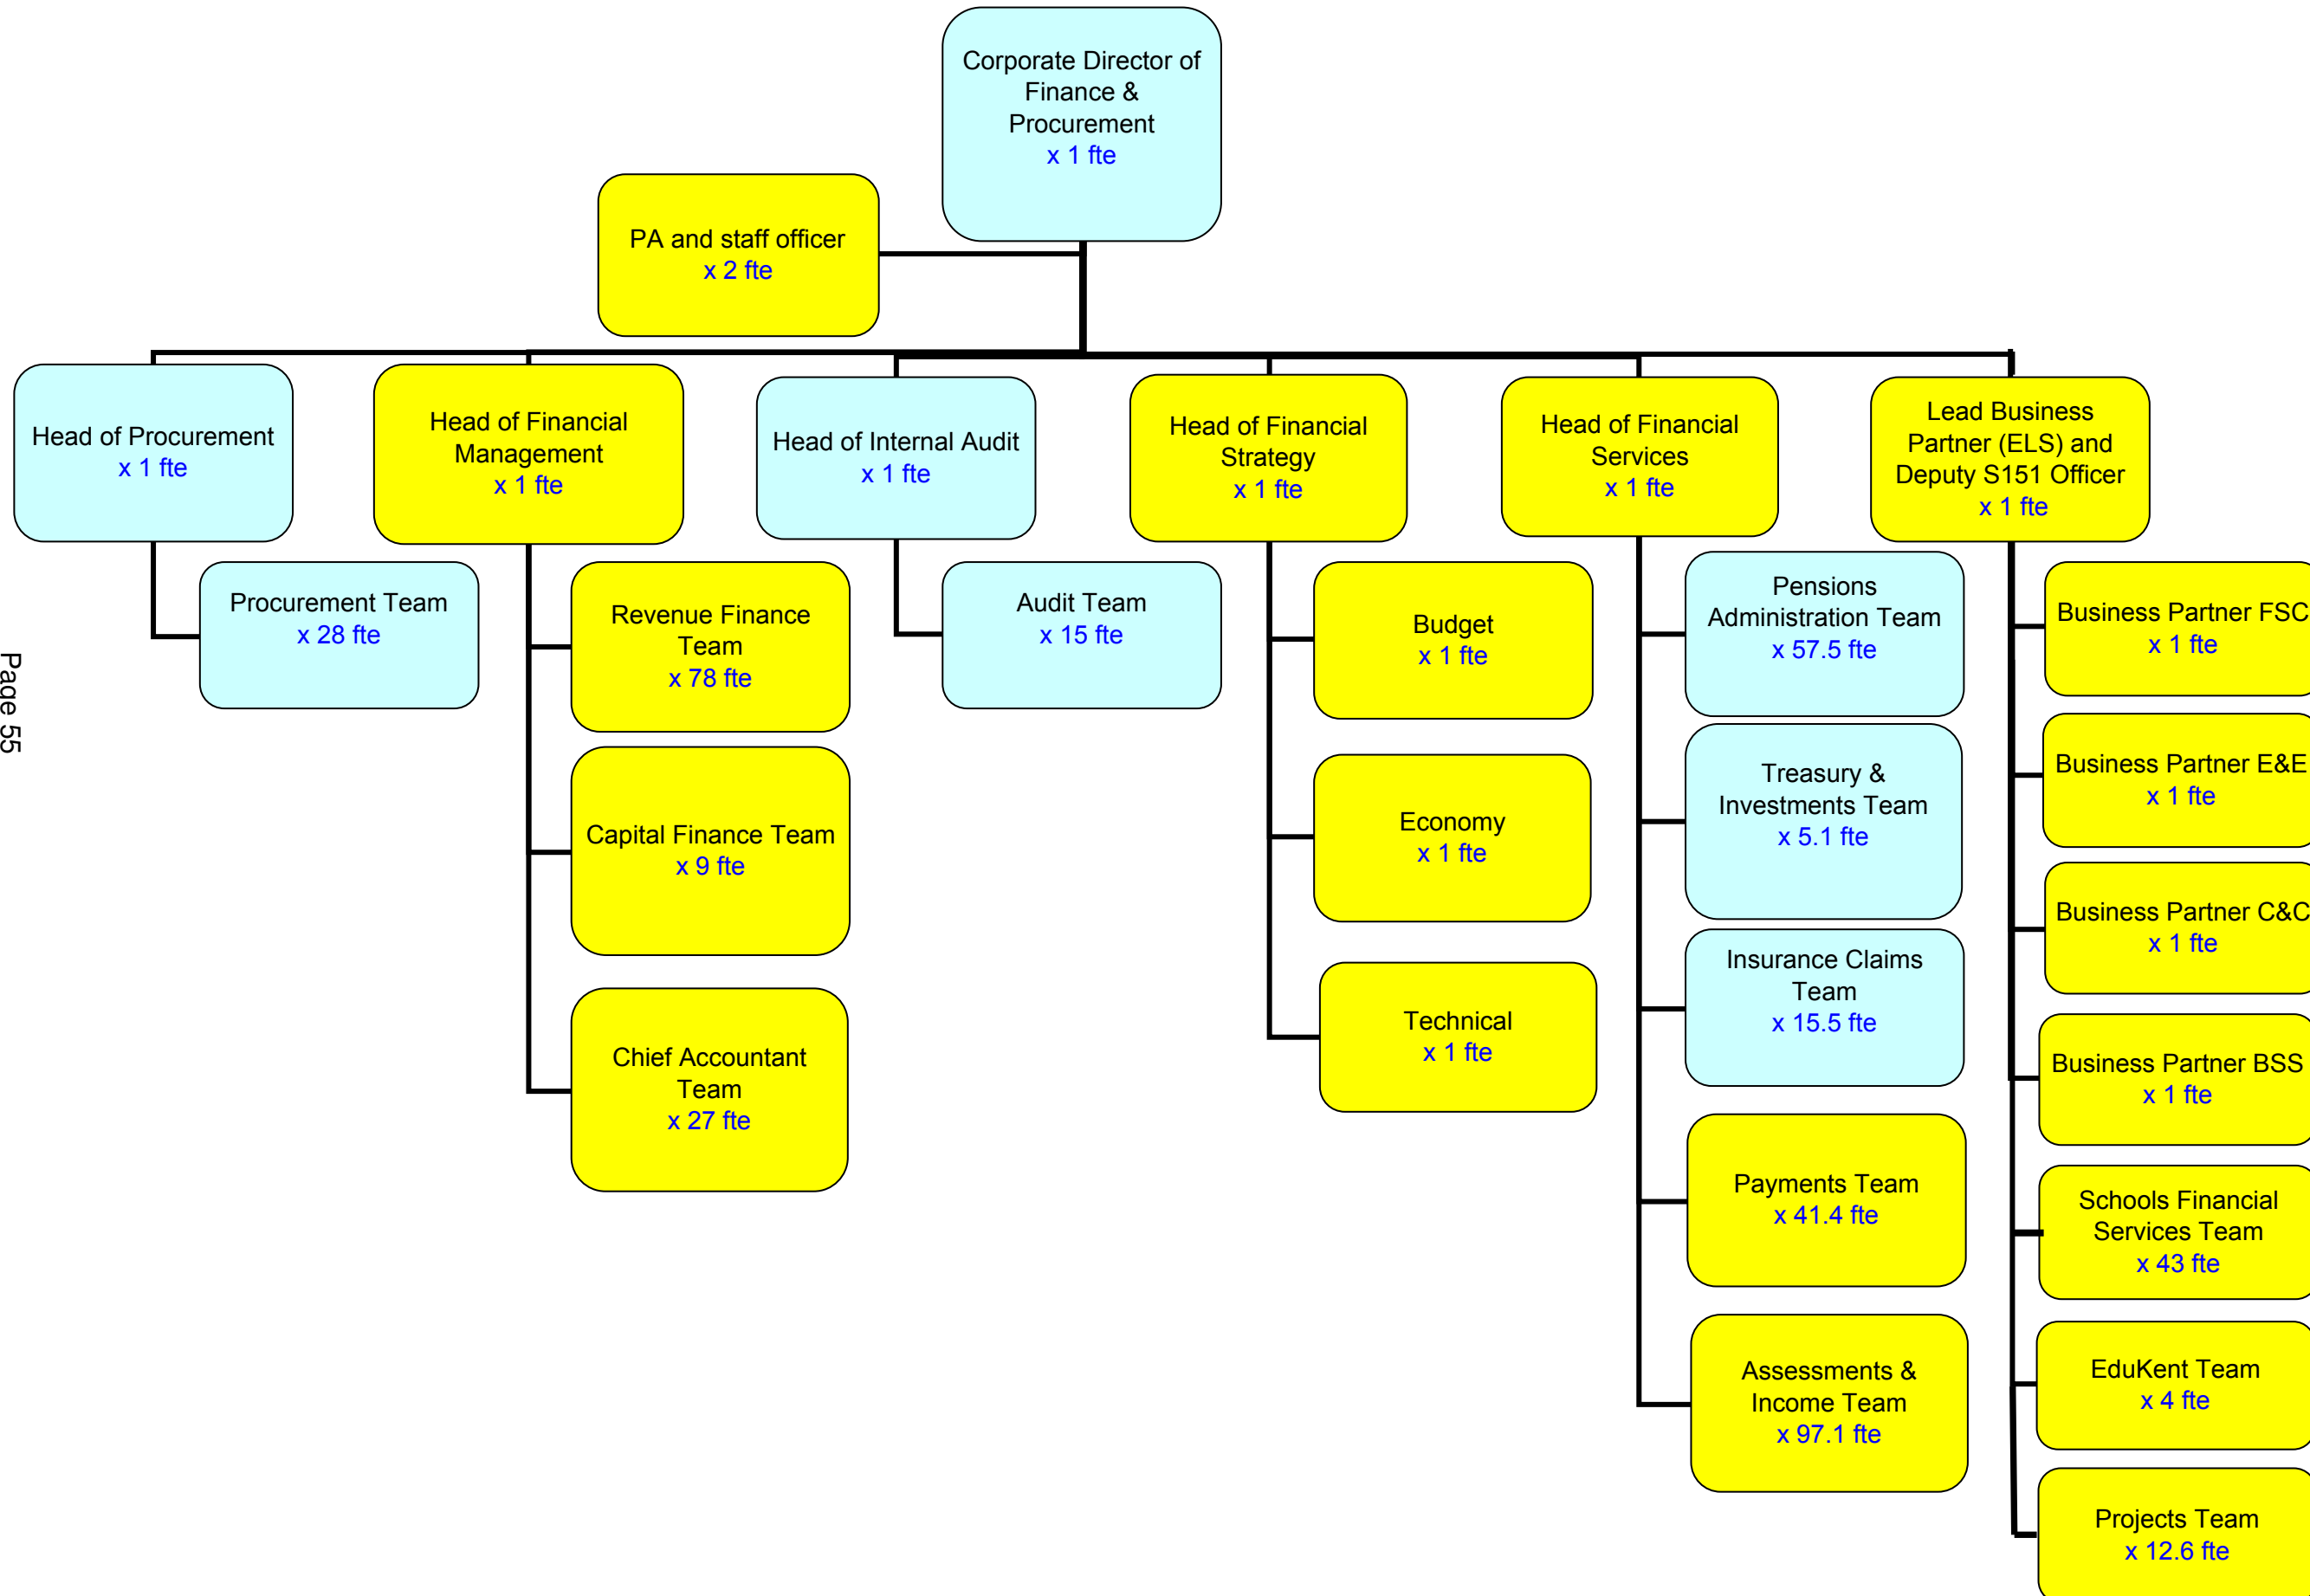 Corporate Director of
Finance &
Procurement
x 1 fte
PA and staff officer
x 2 fte
Head of Procurement
x 1 fte
Head of Financial
Management
x 1 fte
Head of Internal Audit
x 1 fte
Head of Financial
Strategy
x 1 fte
Head of Financial
Services
x 1 fte
Lead Business
Partner (ELS) and
Deputy S151 Officer
x 1 fte
Procurement Team
x 28 fte
Revenue Finance
Team
x 78 fte
Capital Finance Team
x 9 fte
Chief Accountant
Team
x 27 fte
Audit Team
x 15 fte
Budget
x 1 fte
Economy
x 1 fte
Technical
x 1 fte
Pensions
Administration Team
x 57.5 fte
Treasury &
Investments Team
x 5.1 fte
Insurance Claims
Team
x 15.5 fte
Payments Team
x 41.4 fte
Assessments &
Income Team
x 97.1 fte
Business Partner FSC
x 1 fte
Business Partner E&E
x 1 fte
Business Partner C&C
x 1 fte
Business Partner BSS
x 1 fte
Schools Financial
Services Team
x 43 fte
EduKent Team
x 4 fte
Projects Team
x 12.6 fte
Page 55